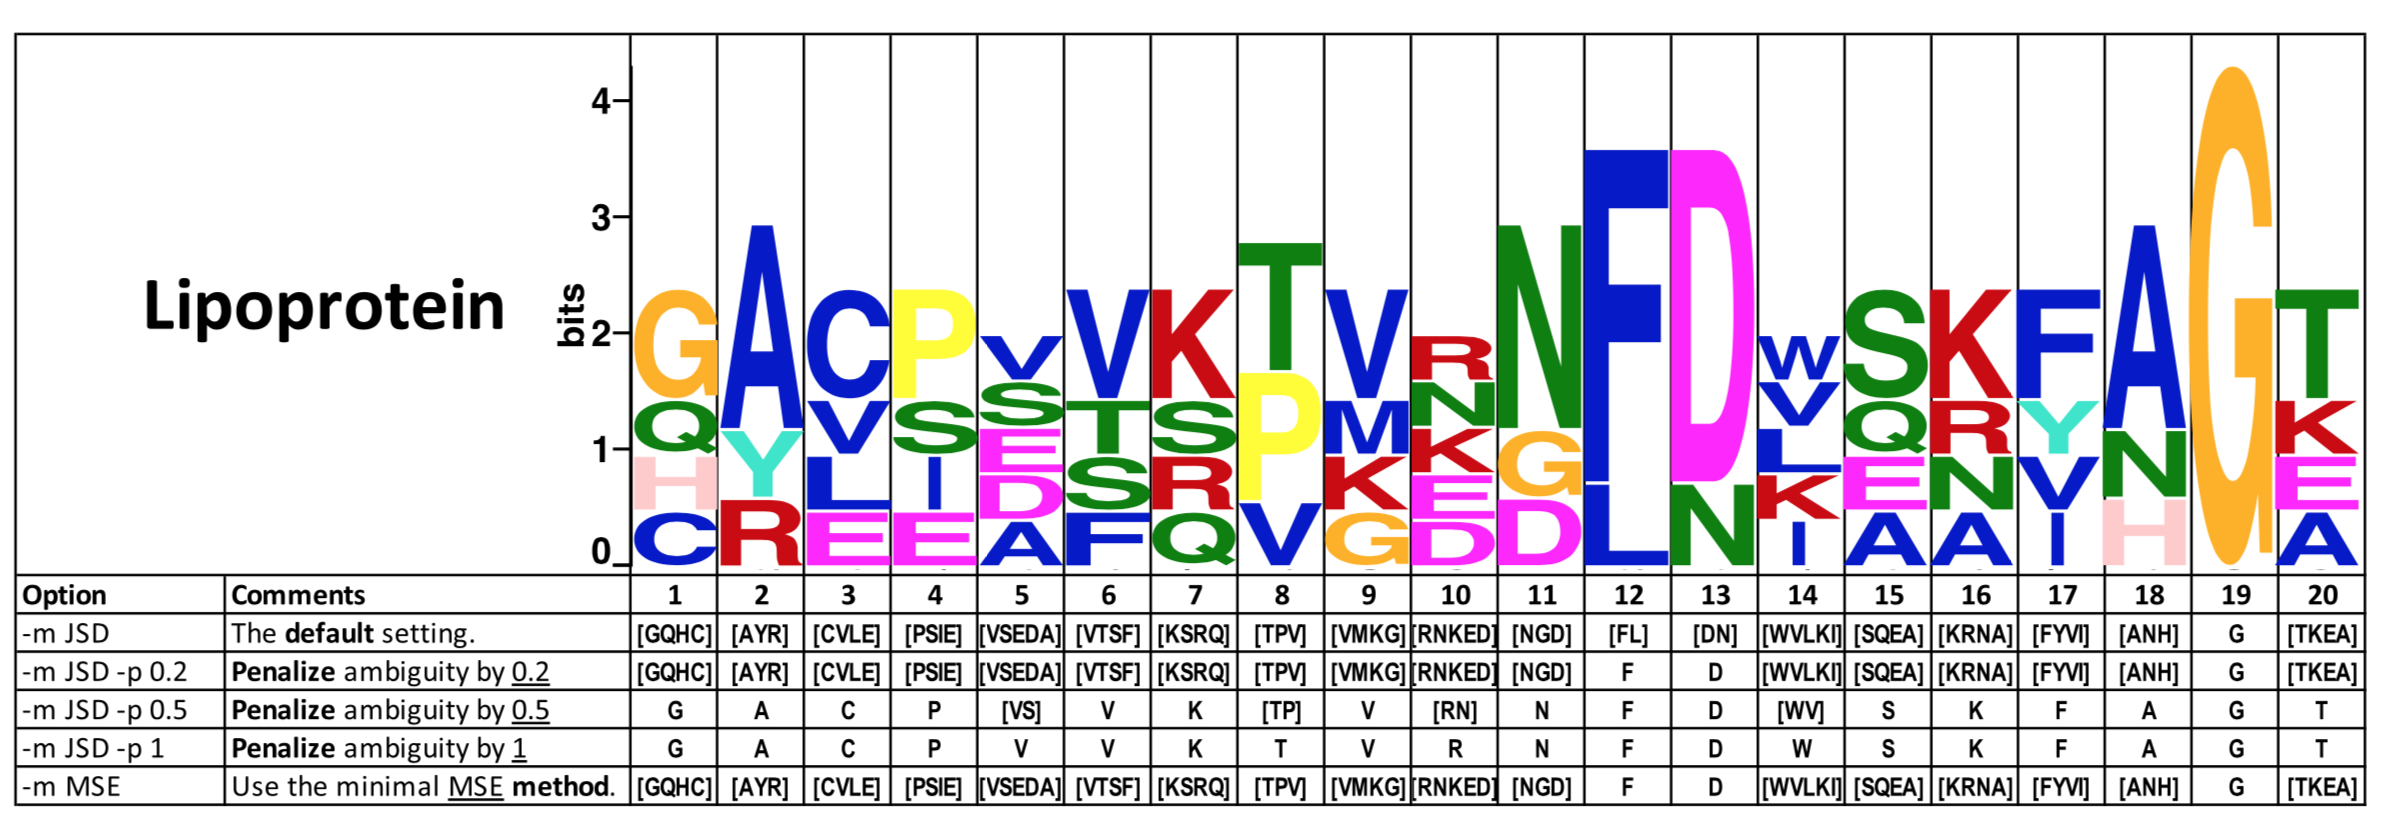 Lipoprotein
bits
4
3
2
1
0
G Q H C
A Y R
C V L E
P S I E
V S E D A
V T S F
K S R Q
T P V
V M K G
R N K E D
N G D
F L
D N
W V L K I
S Q E A
K R N A
F Y V I
A N H
G
T K E A
Option Comments 1 2 3 4 5 6 7 8 9 10 11 12 13 14 15 16 17 18 19 20
-m JSD The default setting. [GQHC] [AYR] [CVLE] [PSIE] [VSEDA] [VTSF] [KSRQ] [TPV] [VMKG] [RNKED] [NGD] [FL] [DN] [WVLKI] [SQEA] [KRNA] [FYVI] [ANH] G [TKEA]
-m JSD -p 0.2 Penalize ambiguity by 0.2 [GQHC] [AYR] [CVLE] [PSIE] [VSEDA] [VTSF] [KSRQ] [TPV] [VMKG] [RNKED] [NGD] F D [WVLKI] [SQEA] [KRNA] [FYVI] [ANH] G [TKEA]
-m JSD -p 0.5 Penalize ambiguity by 0.5 G A C P [VS] V K [TP] V [RN] N F D [WV] S K F A G T
-m JSD -p 1 Penalize ambiguity by 1 G A C P V V K T V R N F D W S K F A G T
-m MSE Use the minimal MSE method. [GQHC] [AYR] [CVLE] [PSIE] [VSEDA] [VTSF] [KSRQ] [TPV] [VMKG] [RNKED] [NGD] F D [WVLKI] [SQEA] [KRNA] [FYVI] [ANH] G [TKEA]